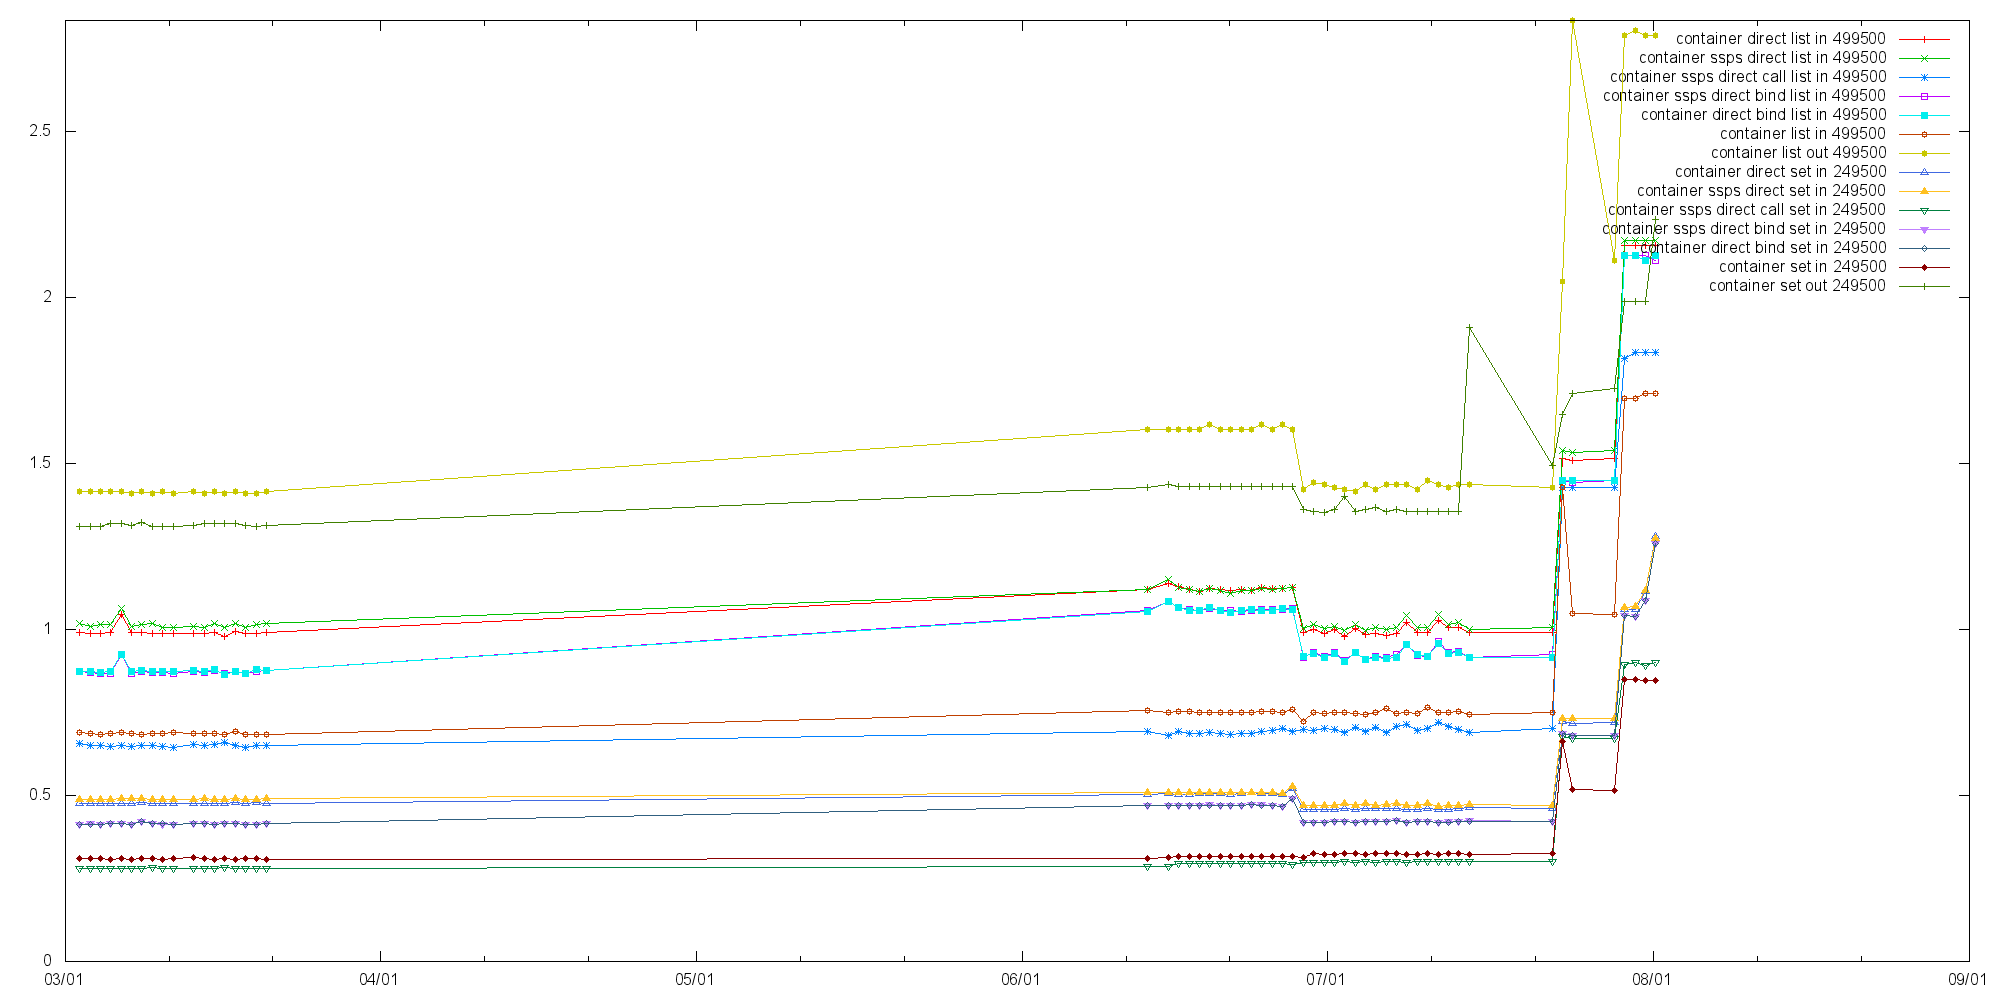 container direct list in 499500
container ssps direct list in 499500
container ssps direct call list in 499500
container ssps direct bind list in 499500
container direct bind list in 499500
container list in 499500
container list out 499500
container direct set in 249500
container ssps direct set in 249500
container ssps direct call set in 249500
container ssps direct bind set in 249500
container direct bind set in 249500
container set in 249500
container set out 249500
2.5
2
1.5
1
0.5
0
03/01 04/01 05/01 06/01 07/01 08/01 09/01